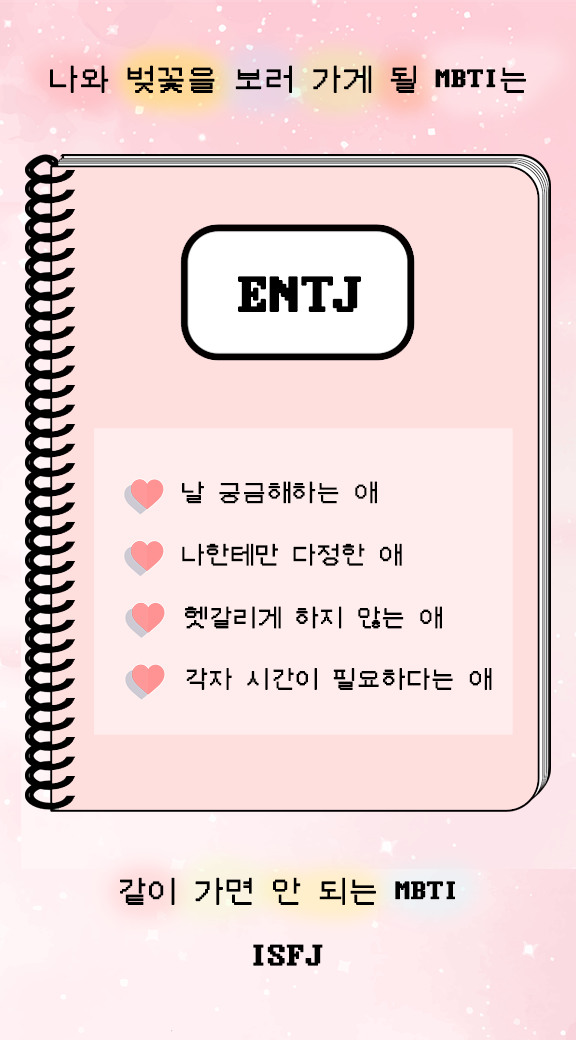 나와 벚꽃을 보러 가게 될 MBTI는
ENTJ
날 궁금해하는 애
나한테만 다정한 애
헷갈리게 하지 않는 애
각자 시간이 필요하다는 애
같이 가면 안 되는 MBTI
ISFJ